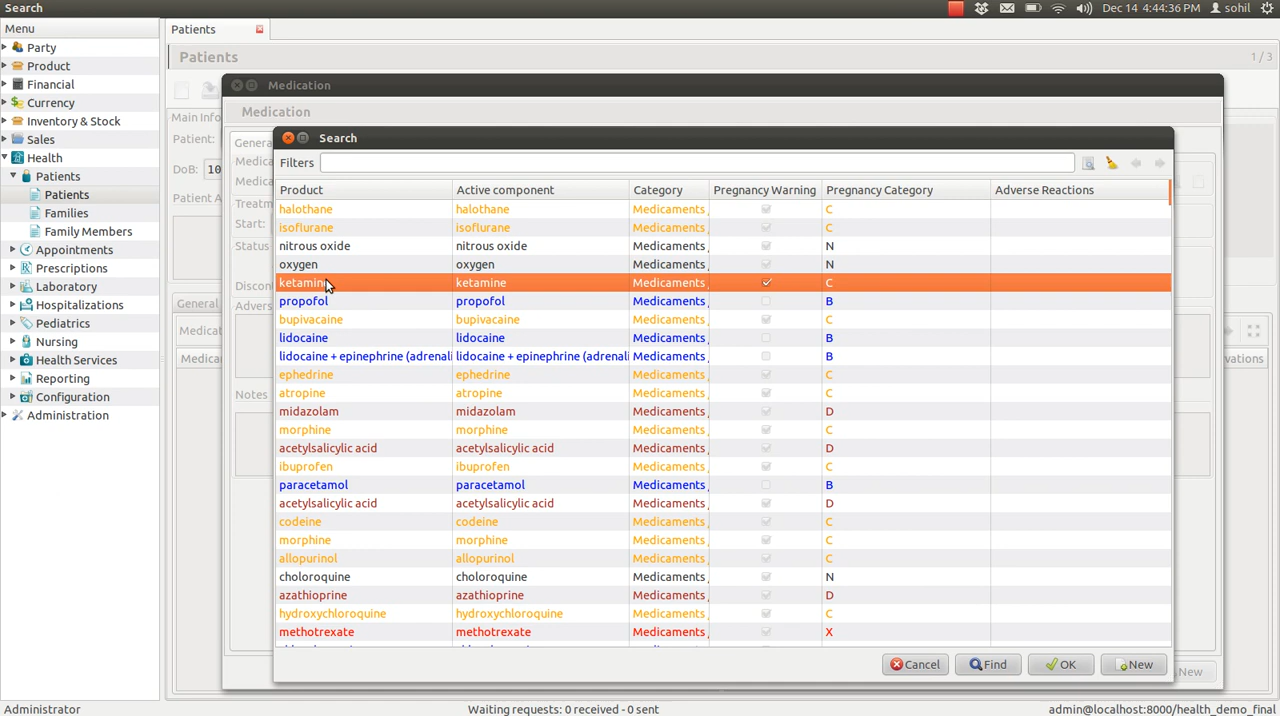 Search
Dec 14 4:44:36 PM
sohil
Menu
Party
Product
Financial
Currency
Inventory & Stock
Sales
Health
Patients
Patients
Families
Family Members
Appointments
Prescriptions
Laboratory
Hospitalizations
Pediatrics
Nursing
Health Services
Reporting
Configuration
Administration
Patients
Patients
1 / 3
Main Info
Patient:
DoB: 10
Patient A
General
Medicat
Medica
Medication
Medication
Genera
Medica
Medica
Treatm
Start:
Status
Discon
Advers
Notes
vations
New
Search
Filters
Product Active component Category Pregnancy Warning Pregnancy Category Adverse Reactions
halothane halothane Medicaments C
isoflurane isoflurane Medicaments C
nitrous oxide nitrous oxide Medicaments N
oxygen oxygen Medicaments N
ketamine ketamine Medicaments C
propofol propofol Medicaments B
bupivacaine bupivacaine Medicaments C
lidocaine lidocaine Medicaments B
lidocaine + epinephrine (adrenali lidocaine + epinephrine (adrenali Medicaments B
ephedrine ephedrine Medicaments C
atropine atropine Medicaments C
midazolam midazolam Medicaments D
morphine morphine Medicaments C
acetylsalicylic acid acetylsalicylic acid Medicaments D
ibuprofen ibuprofen Medicaments C
paracetamol paracetamol Medicaments B
acetylsalicylic acid acetylsalicylic acid Medicaments D
codeine codeine Medicaments C
morphine morphine Medicaments C
allopurinol allopurinol Medicaments C
choloroquine choloroquine Medicaments N
azathioprine azathioprine Medicaments D
hydroxychloroquine hydroxychloroquine Medicaments C
methotrexate methotrexate Medicaments X
Cancel Find OK New
Administrator
Waiting requests: 0 received - 0 sent
admin@localhost:8000/health_demo_final